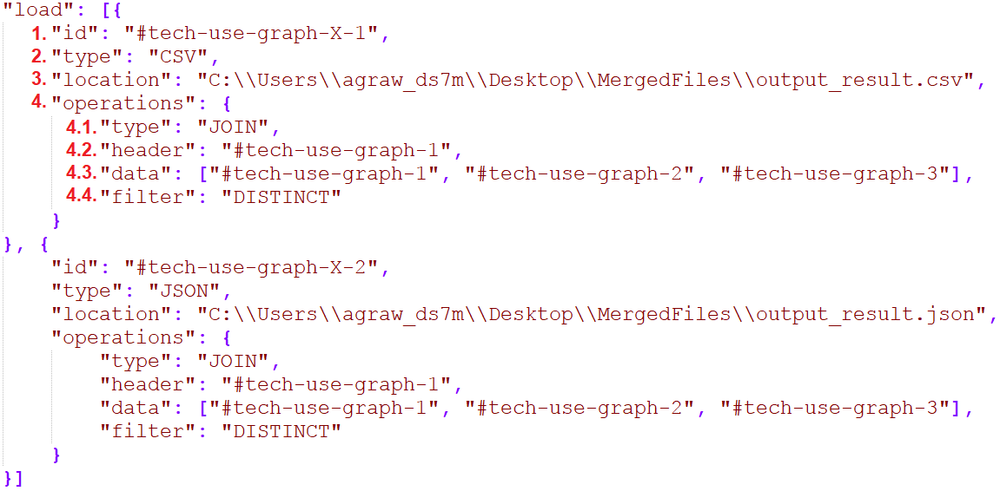 "load": [{
1. "id": "#tech-use-graph-X-1",
2. "type": "CSV",
3. "location": "C:\\Users\\agraw_ds7m\\Desktop\\MergedFiles\\output_result.csv",
4. "operations": {
4.1. "type": "JOIN",
4.2. "header": "#tech-use-graph-1",
4.3. "data": ["#tech-use-graph-1", "#tech-use-graph-2", "#tech-use-graph-3"],
4.4. "filter": "DISTINCT"
}
}, {
"id": "#tech-use-graph-X-2",
"type": "JSON",
"location": "C:\\Users\\agraw_ds7m\\Desktop\\MergedFiles\\output_result.json",
"operations": {
"type": "JOIN",
"header": "#tech-use-graph-1",
"data": ["#tech-use-graph-1", "#tech-use-graph-2", "#tech-use-graph-3"],
"filter": "DISTINCT"
}
}]